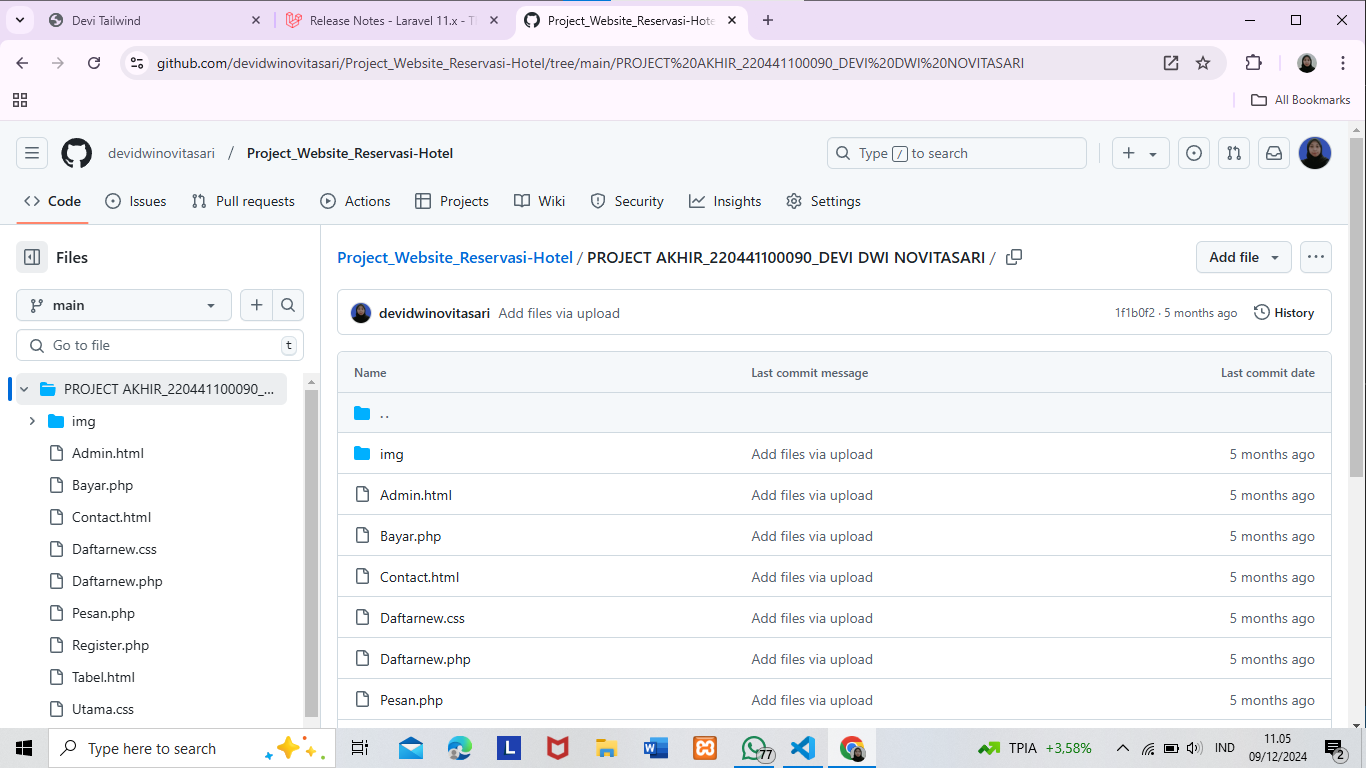 Devi Tailwind
Release Notes - Laravel 11.x - Th
Project_Website_Reservasi-Hote
github.com/devidwinovitasari/Project_Website_Reservasi-Hotel/tree/main/PROJECT%20AKHIR_220441100090_DEVI%20DWI%20NOVITASARI
All Bookmarks
devidwinovitasari / Project_Website_Reservasi-Hotel
Type / to search
Code
Issues
Pull requests
Actions
Projects
Wiki
Security
Insights
Settings
Files
main
Go to file
t
PROJECT AKHIR_220441100090_...
img
Admin.html
Bayar.php
Contact.html
Daftarnew.css
Daftarnew.php
Pesan.php
Register.php
Tabel.html
Utama.css
Project_Website_Reservasi-Hotel / PROJECT AKHIR_220441100090_DEVI DWI NOVITASARI /
Add file
devidwinovitasari Add files via upload
1f1b0f2 · 5 months ago
History
Name Last commit message Last commit date
..
img Add files via upload 5 months ago
Admin.html Add files via upload 5 months ago
Bayar.php Add files via upload 5 months ago
Contact.html Add files via upload 5 months ago
Daftarnew.css Add files via upload 5 months ago
Daftarnew.php Add files via upload 5 months ago
Pesan.php Add files via upload 5 months ago
Type here to search
L
W
77
TPIA +3,58%
IND
11.05
09/12/2024
2